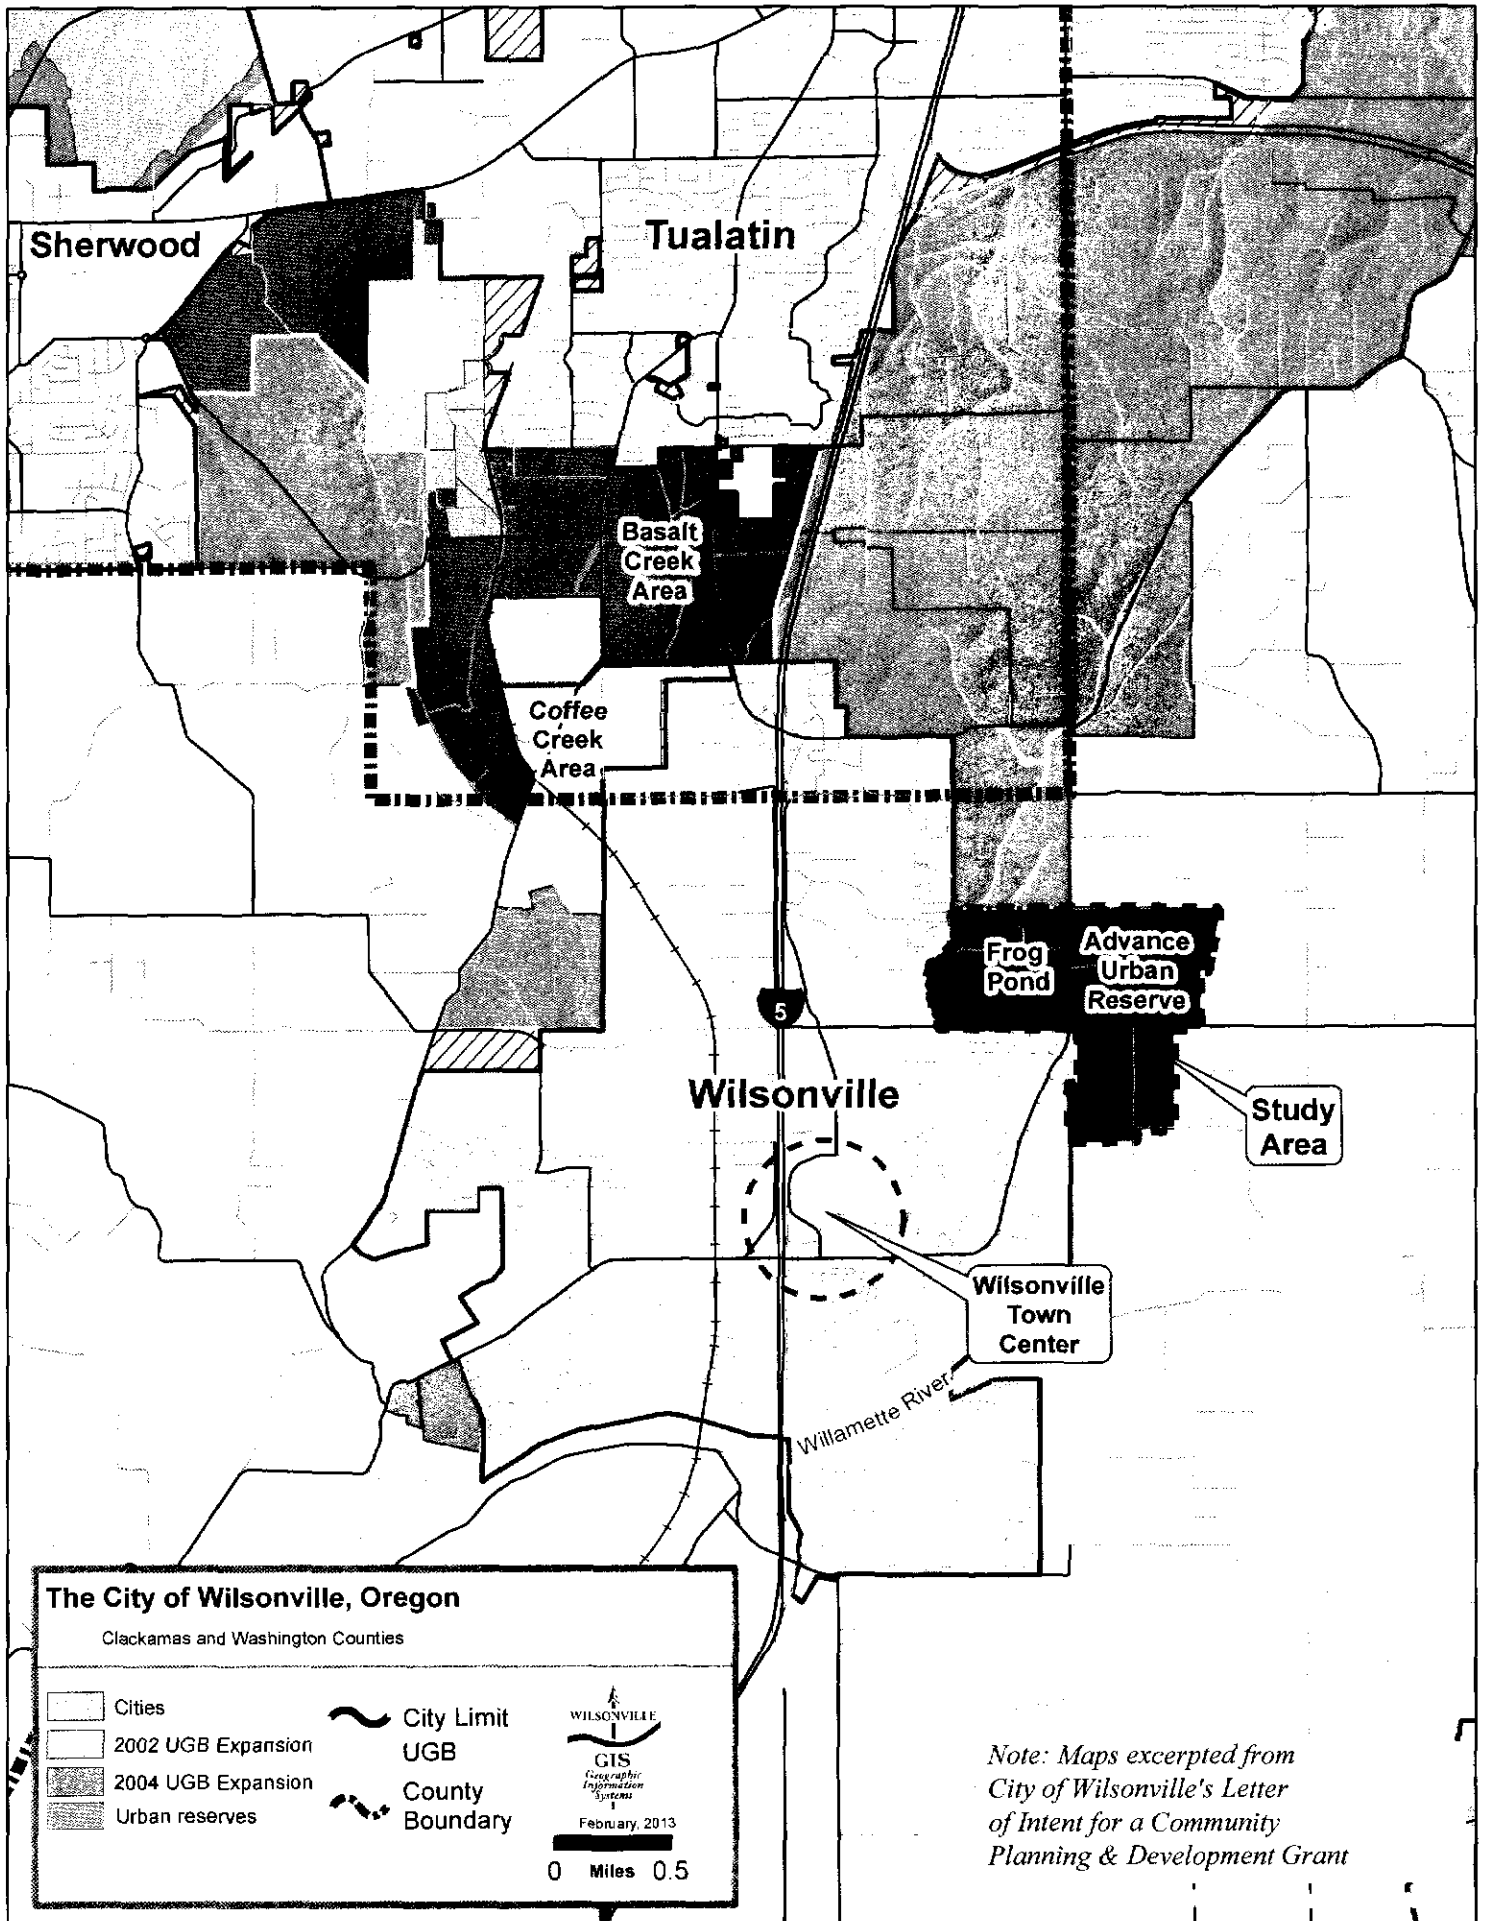 Sherwood
Tualatin
Basalt
Creek
Area
Coffee
Creek
Area
Frog
Pond
Advance
Urban
Reserve
5
Wilsonville
Study
Area
Wilsonville
Town
Center
Willamette River
The City of Wilsonville, Oregon
Clackamas and Washington Counties
Cities
2002 UGB Expansion
2004 UGB Expansion
Urban reserves
City Limit
UGB
County
Boundary
WILSONVILLE
GIS
Geographic
Information
Systems
February, 2013
0 Miles 0.5
Note: Maps excerpted from
City of Wilsonville's Letter
of Intent for a Community
Planning & Development Grant